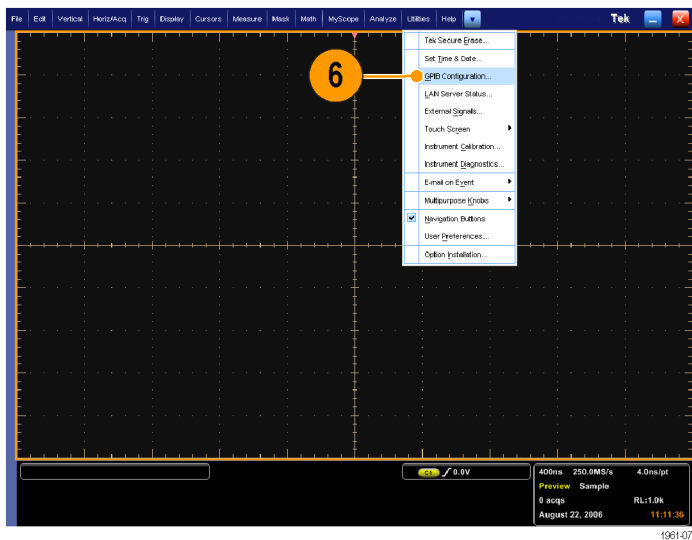 File Edit Vertical Horiz/Acq Trig Display Cursors Measure Mask Math MyScope Analyze Utilities Help Tek
Tek Secure Erase...
Set Time & Date...
6
GPIB Configuration...
LAN Server Status...
External Signals...
Touch Screen
Instrument Calibration...
Instrument Diagnostics...
E-mail on Event
Multipurpose Knobs
Navigation Buttons
User Preferences...
Option Installation...
C1 0.0V
400ns 250.0MS/s 4.0ns/pt
Preview Sample
0 acqs RL:1.0k
August 22, 2006 11:11:36
1961-07